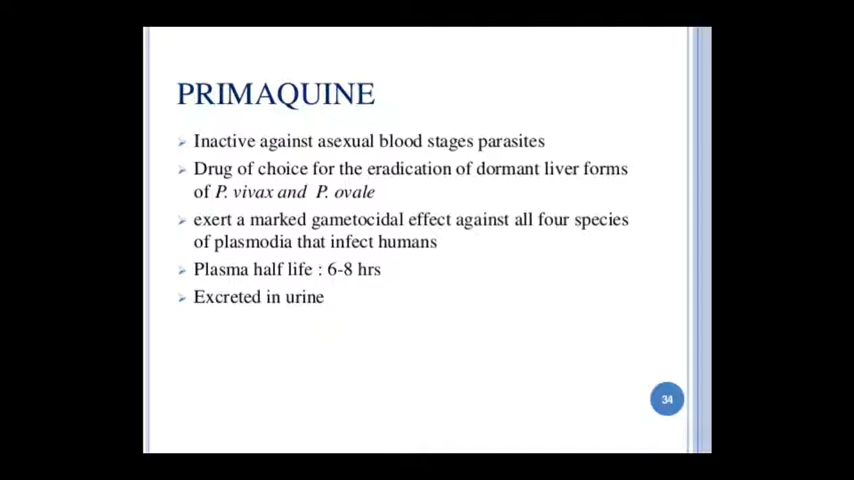 PRIMAQUINE
➢ Inactive against asexual blood stages parasites
➢ Drug of choice for the eradication of dormant liver forms
of P. vivax and P. ovale
➢ exert a marked gametocidal effect against all four species
of plasmodia that infect humans
➢ Plasma half life : 6-8 hrs
➢ Excreted in urine
34